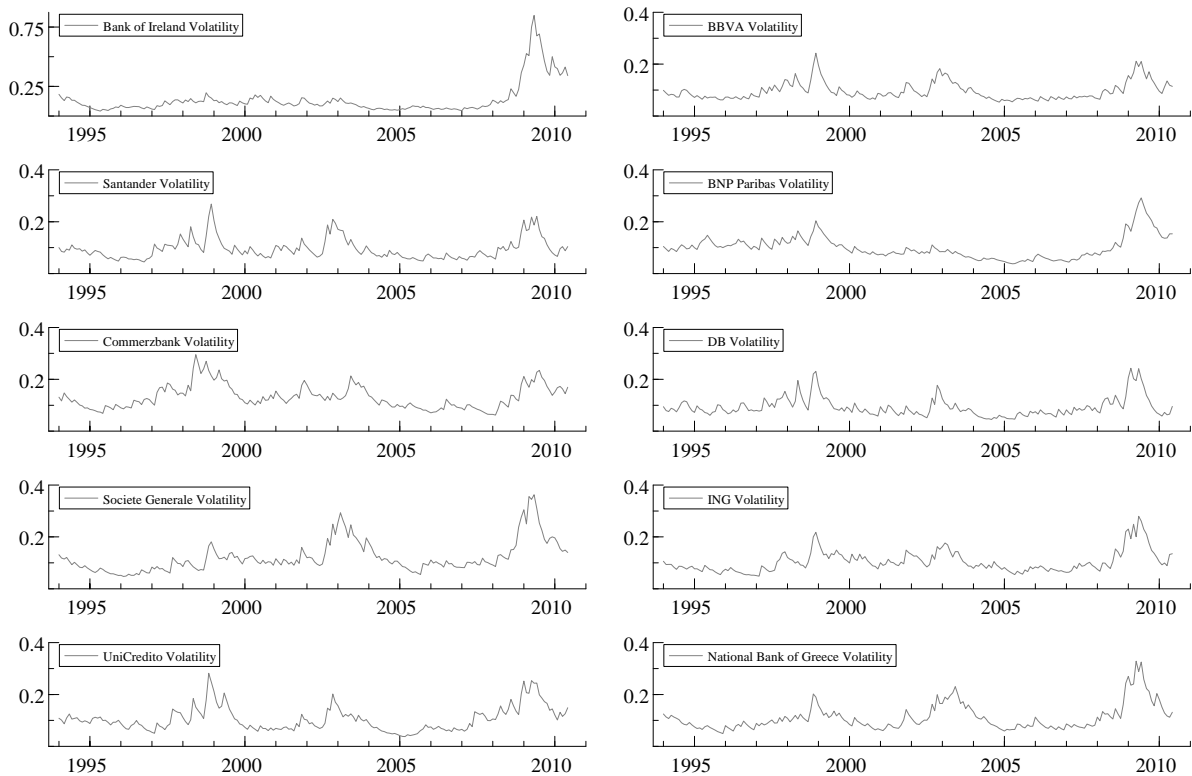 Bank of Ireland Volatility
0.75
0.25
1995 2000 2005 2010
BBVA Volatility
0.4
0.2
1995 2000 2005 2010
Santander Volatility
0.4
0.2
1995 2000 2005 2010
BNP Paribas Volatility
0.4
0.2
1995 2000 2005 2010
Commerzbank Volatility
0.4
0.2
1995 2000 2005 2010
DB Volatility
0.4
0.2
1995 2000 2005 2010
Societe Generale Volatility
0.4
0.2
1995 2000 2005 2010
ING Volatility
0.4
0.2
1995 2000 2005 2010
UniCredito Volatility
0.4
0.2
1995 2000 2005 2010
National Bank of Greece Volatility
0.4
0.2
1995 2000 2005 2010